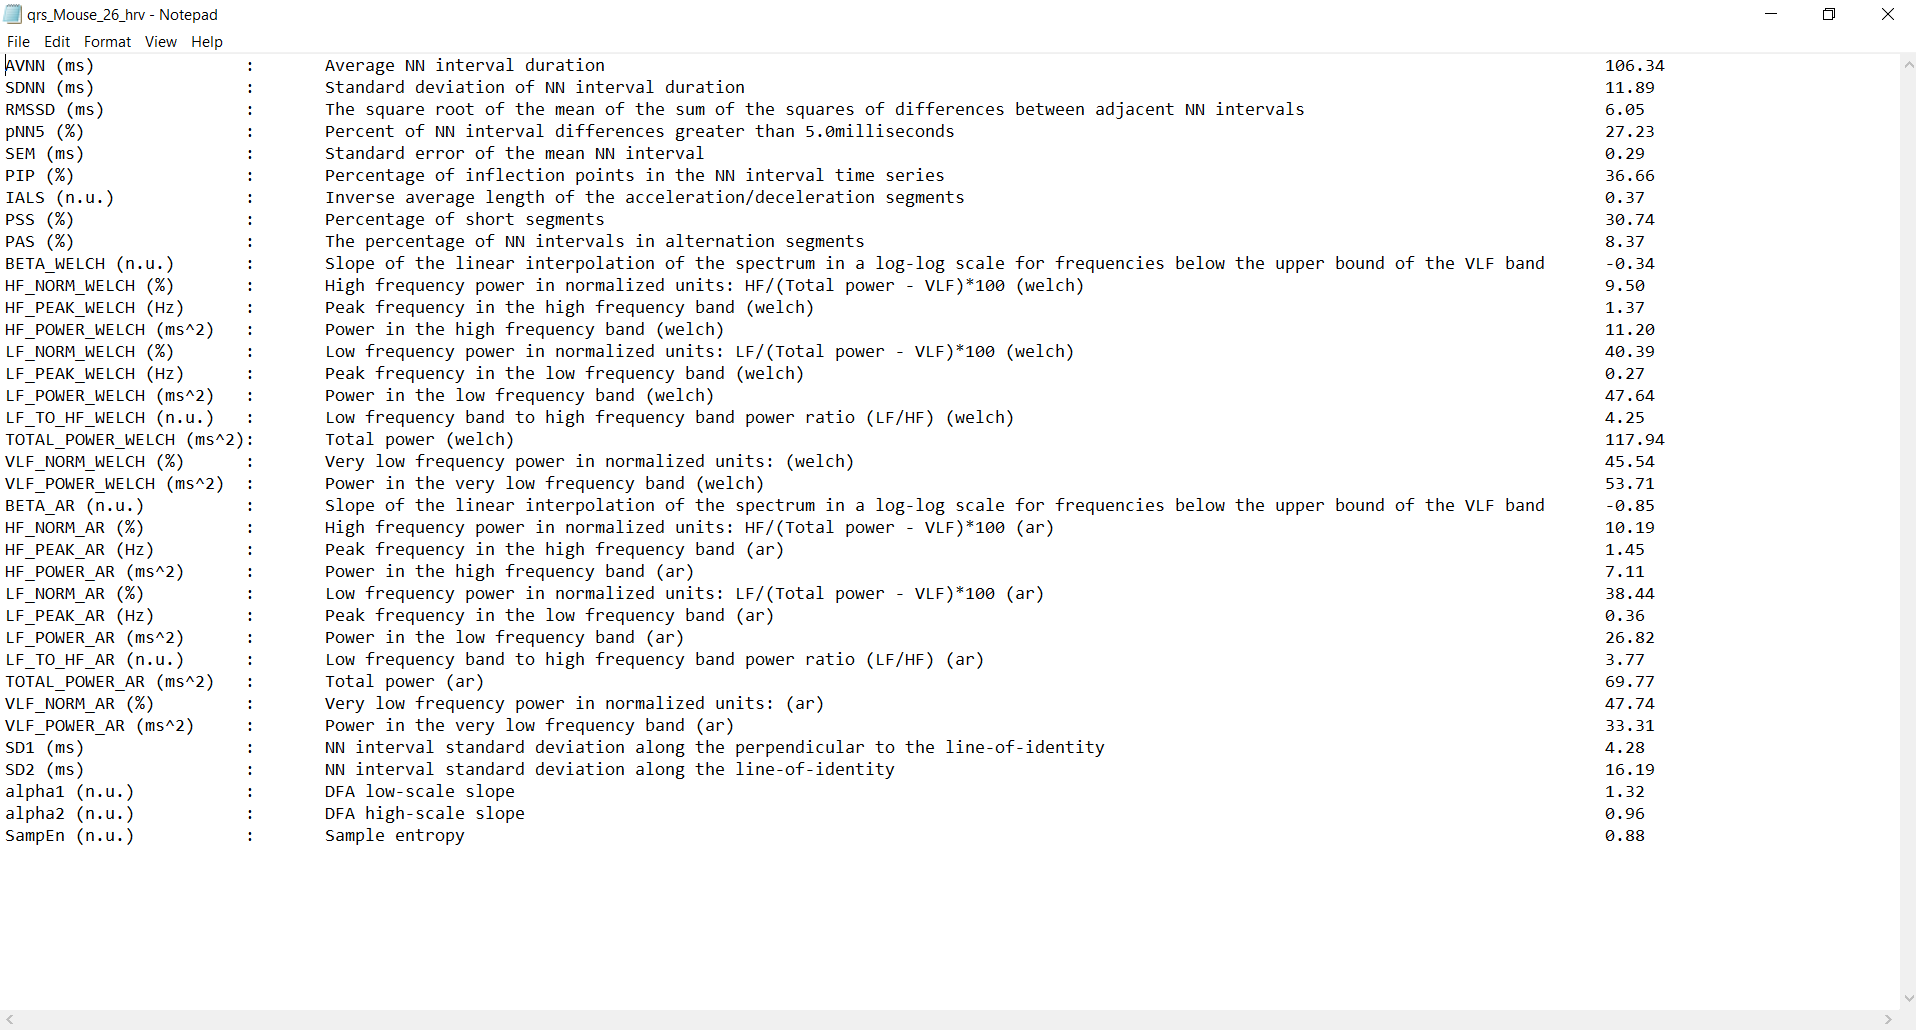 qrs_Mouse_26_hrv - Notepad
File Edit Format View Help
AVNN (ms) : Average NN interval duration 106.34
SDNN (ms) : Standard deviation of NN interval duration 11.89
RMSSD (ms) : The square root of the mean of the sum of the squares of differences between adjacent NN intervals 6.05
pNN5 (%) : Percent of NN interval differences greater than 5.0milliseconds 27.23
SEM (ms) : Standard error of the mean NN interval 0.29
PIP (%) : Percentage of inflection points in the NN interval time series 36.66
IALS (n.u.) : Inverse average length of the acceleration/deceleration segments 0.37
PSS (%) : Percentage of short segments 30.74
PAS (%) : The percentage of NN intervals in alternation segments 8.37
BETA_WELCH (n.u.) : Slope of the linear interpolation of the spectrum in a log-log scale for frequencies below the upper bound of the VLF band -0.34
HF_NORM_WELCH (%) : High frequency power in normalized units: HF/(Total power - VLF)*100 (welch) 9.50
HF_PEAK_WELCH (Hz) : Peak frequency in the high frequency band (welch) 1.37
HF_POWER_WELCH (ms^2) : Power in the high frequency band (welch) 11.20
LF_NORM_WELCH (%) : Low frequency power in normalized units: LF/(Total power - VLF)*100 (welch) 40.39
LF_PEAK_WELCH (Hz) : Peak frequency in the low frequency band (welch) 0.27
LF_POWER_WELCH (ms^2) : Power in the low frequency band (welch) 47.64
LF_TO_HF_WELCH (n.u.) : Low frequency band to high frequency band power ratio (LF/HF) (welch) 4.25
TOTAL_POWER_WELCH (ms^2): Total power (welch) 117.94
VLF_NORM_WELCH (%) : Very low frequency power in normalized units: (welch) 45.54
VLF_POWER_WELCH (ms^2) : Power in the very low frequency band (welch) 53.71
BETA_AR (n.u.) : Slope of the linear interpolation of the spectrum in a log-log scale for frequencies below the upper bound of the VLF band -0.85
HF_NORM_AR (%) : High frequency power in normalized units: HF/(Total power - VLF)*100 (ar) 10.19
HF_PEAK_AR (Hz) : Peak frequency in the high frequency band (ar) 1.45
HF_POWER_AR (ms^2) : Power in the high frequency band (ar) 7.11
LF_NORM_AR (%) : Low frequency power in normalized units: LF/(Total power - VLF)*100 (ar) 38.44
LF_PEAK_AR (Hz) : Peak frequency in the low frequency band (ar) 0.36
LF_POWER_AR (ms^2) : Power in the low frequency band (ar) 26.82
LF_TO_HF_AR (n.u.) : Low frequency band to high frequency band power ratio (LF/HF) (ar) 3.77
TOTAL_POWER_AR (ms^2) : Total power (ar) 69.77
VLF_NORM_AR (%) : Very low frequency power in normalized units: (ar) 47.74
VLF_POWER_AR (ms^2) : Power in the very low frequency band (ar) 33.31
SD1 (ms) : NN interval standard deviation along the perpendicular to the line-of-identity 4.28
SD2 (ms) : NN interval standard deviation along the line-of-identity 16.19
alpha1 (n.u.) : DFA low-scale slope 1.32
alpha2 (n.u.) : DFA high-scale slope 0.96
SampEn (n.u.) : Sample entropy 0.88